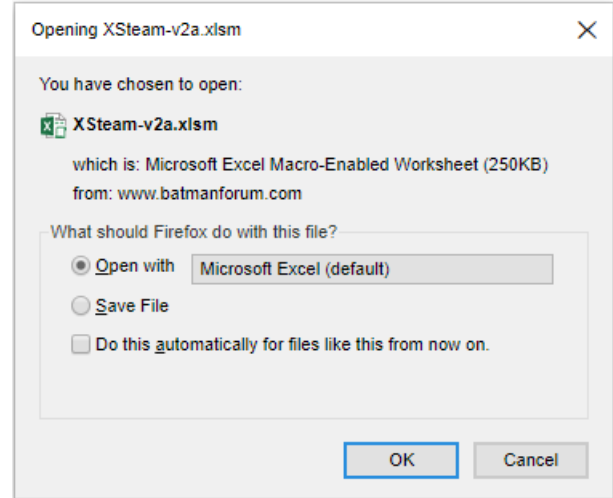 Opening XSteam-v2a.xlsm
You have chosen to open:
XSteam-v2a.xlsm
which is: Microsoft Excel Macro-Enabled Worksheet (250KB)
from: www.batmanforum.com
What should Firefox do with this file?
Open with Microsoft Excel (default)
Save File
Do this automatically for files like this from now on.
OK Cancel